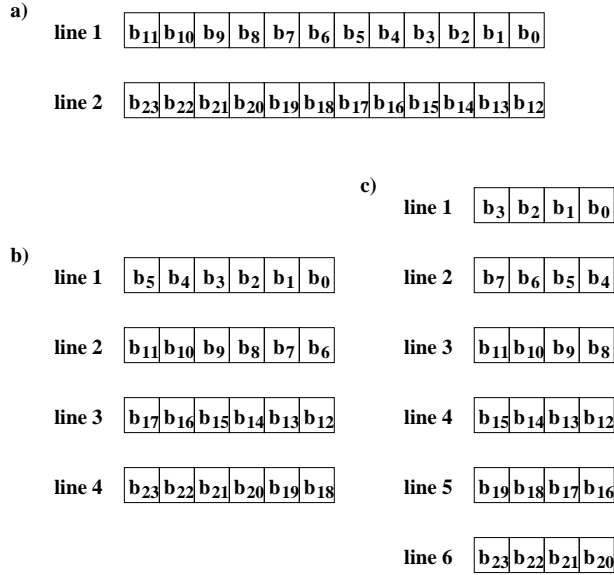 a)
line 1 b11 b10 b9 b8 b7 b6 b5 b4 b3 b2 b1 b0
line 2 b23 b22 b21 b20 b19 b18 b17 b16 b15 b14 b13 b12
b)
line 1 b5 b4 b3 b2 b1 b0
line 2 b11 b10 b9 b8 b7 b6
line 3 b17 b16 b15 b14 b13 b12
line 4 b23 b22 b21 b20 b19 b18
c)
line 1 b3 b2 b1 b0
line 2 b7 b6 b5 b4
line 3 b11 b10 b9 b8
line 4 b15 b14 b13 b12
line 5 b19 b18 b17 b16
line 6 b23 b22 b21 b20